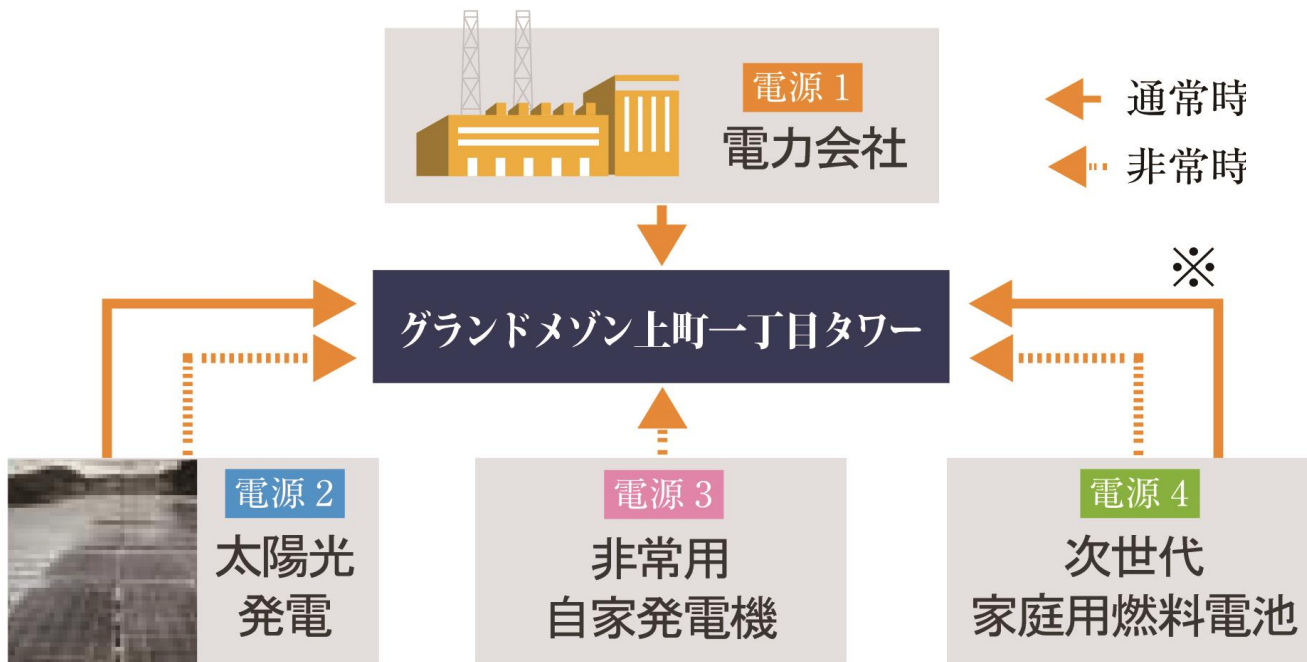 電源1
電力会社
通常時
非常時
※
グランドメゾン上町一丁目タワー
電源2
太陽光
発電
電源3
非常用
自家発電機
電源4
次世代
家庭用燃料電池